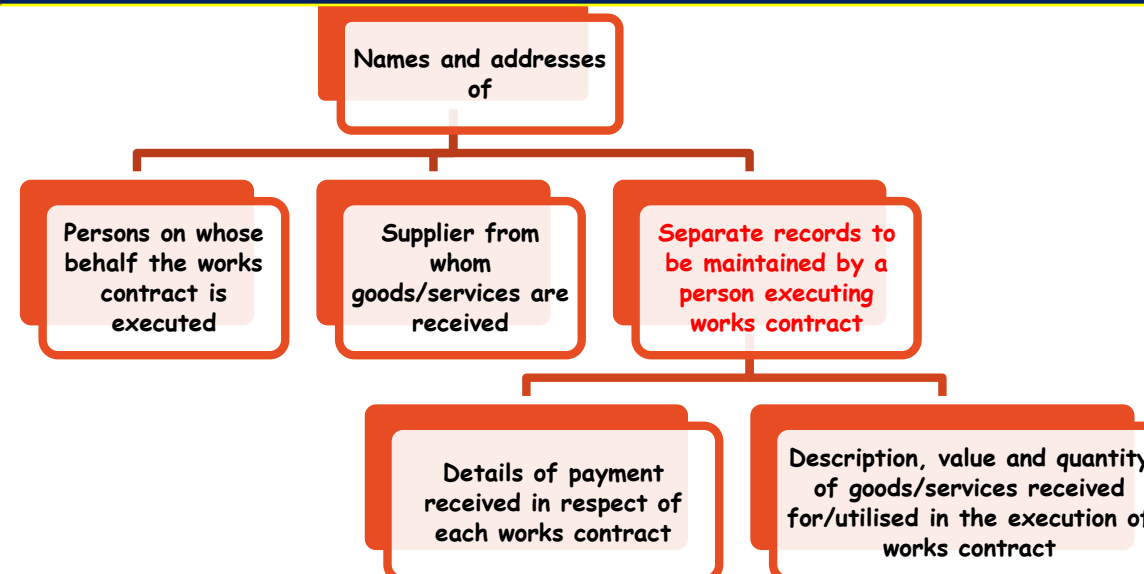 Names and addresses
of
Persons on whose
behalf the works
contract is
executed
Supplier from
whom
goods/services are
received
Separate records to
be maintained by a
person executing
works contract
Details of payment
received in respect of
each works contract
Description, value and quantity
of goods/services received
for/utilised in the execution of
works contract